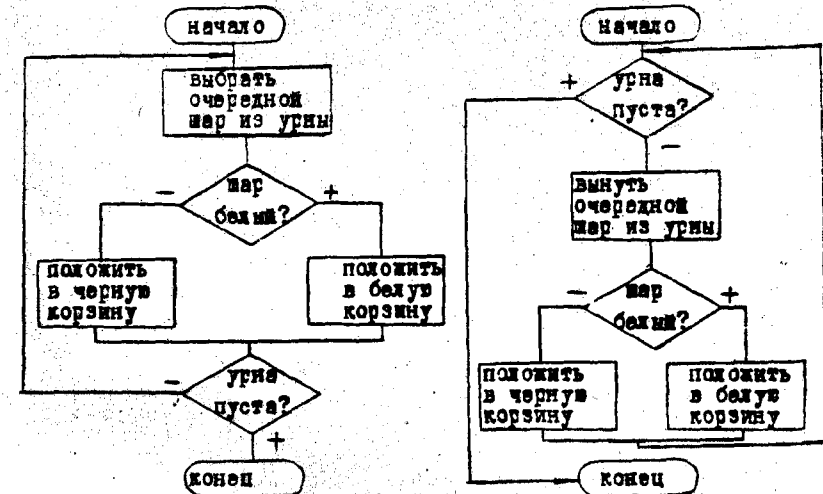 начало
выбрать
очередной
шар из урны
−
шар
белый?
+
положить
в черную
корзину
положить
в белую
корзину
−
урна
пуста?
+
конец
начало
+
урна
пуста?
−
вынуть
очередной
шар из урны
−
шар
белый?
+
положить
в черную
корзину
положить
в белую
корзину
конец